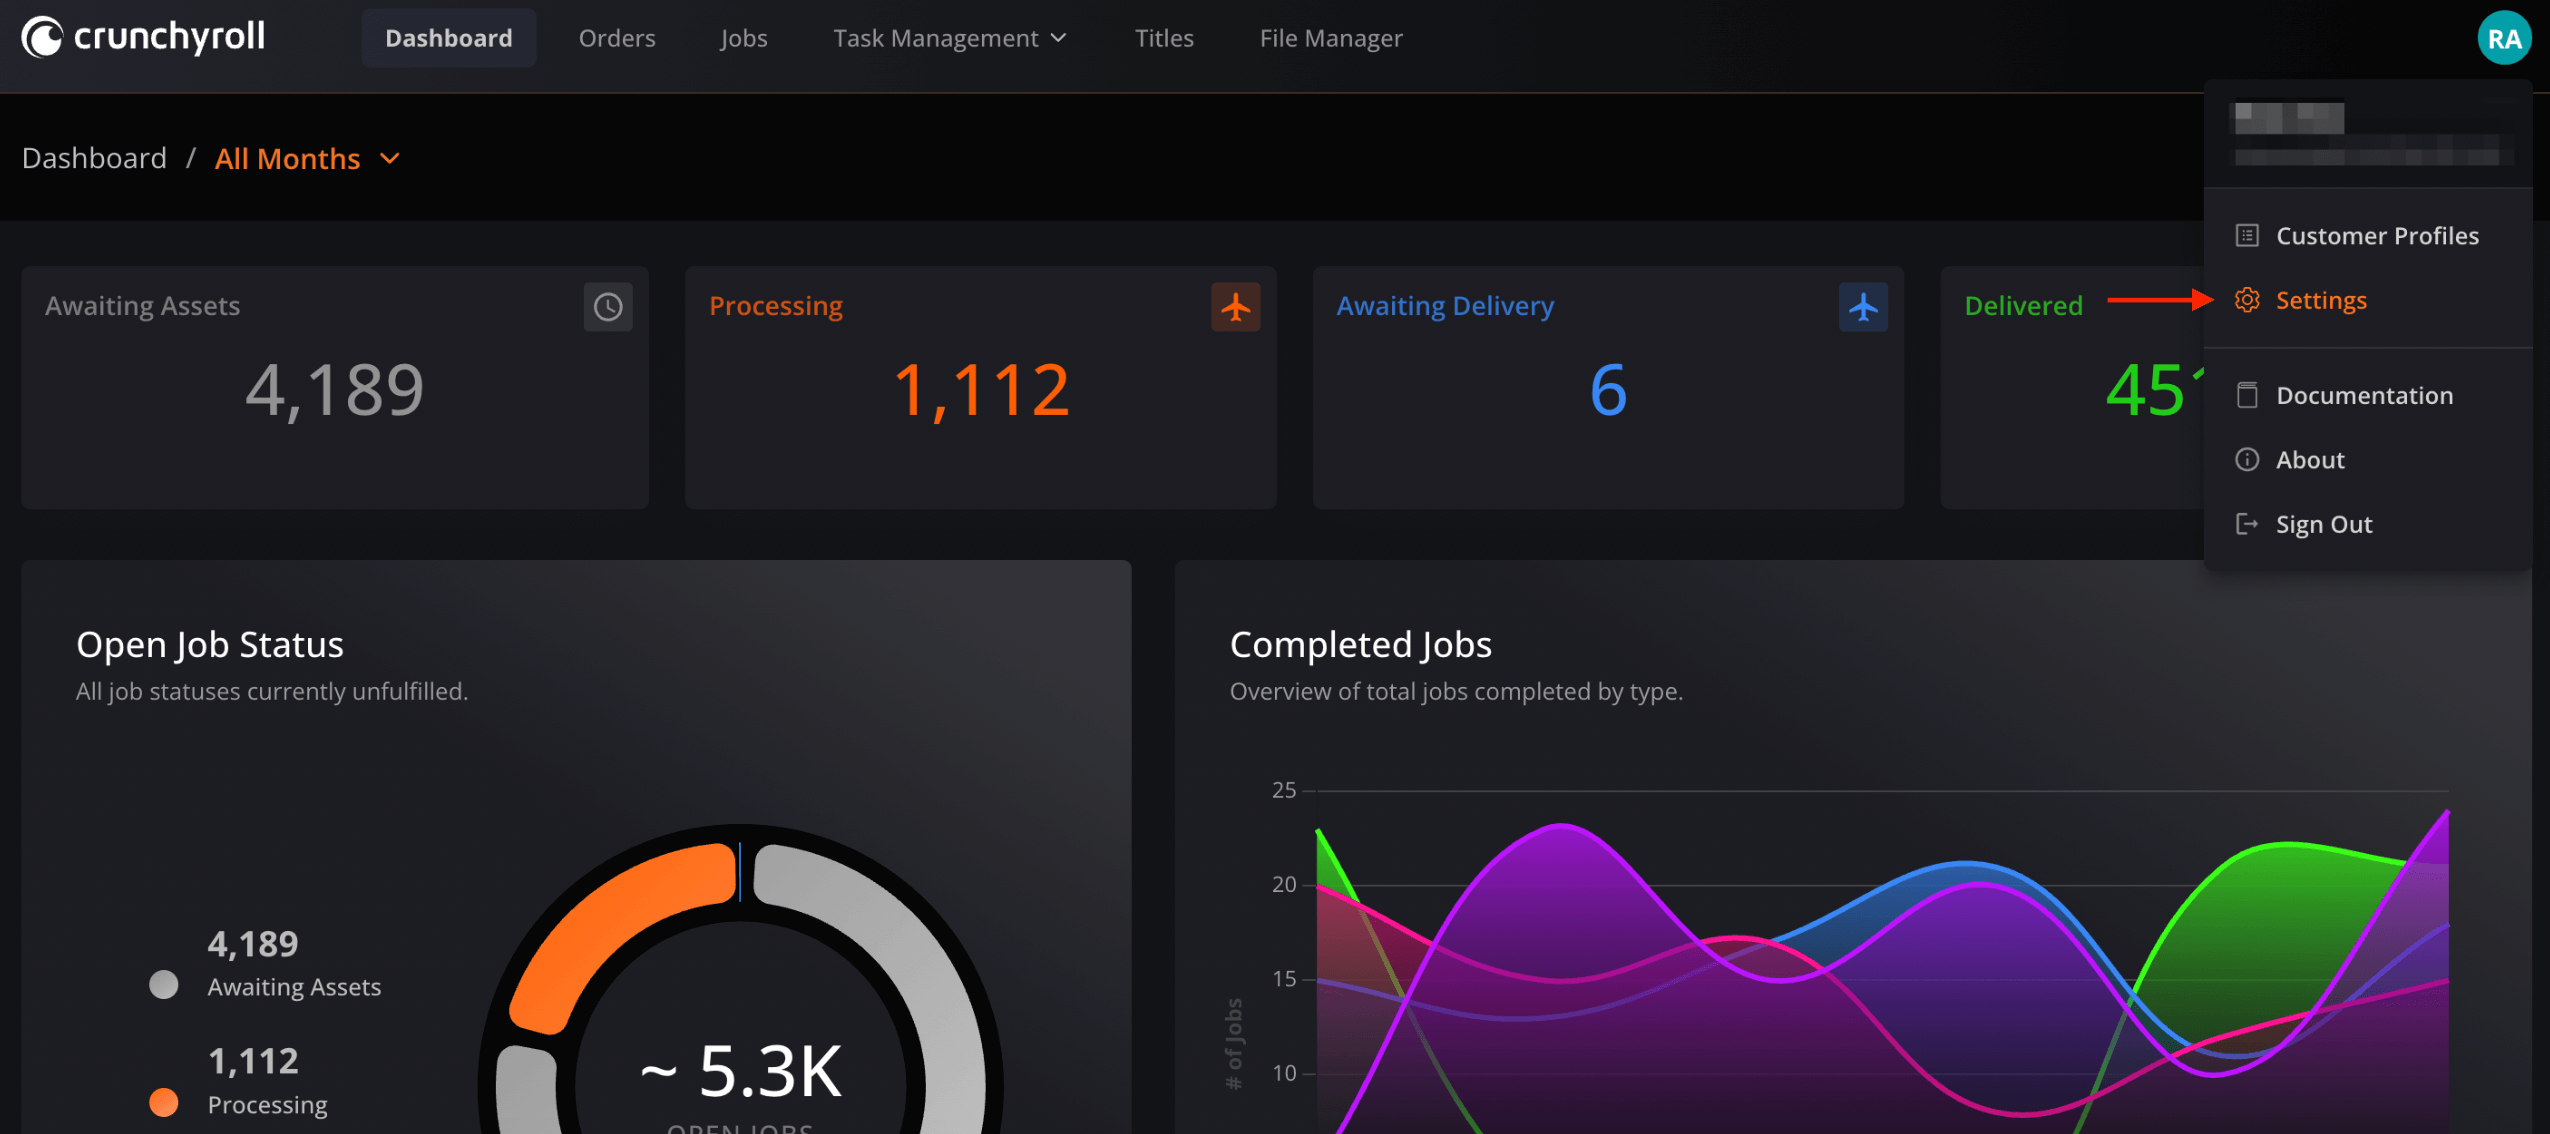 crunchyroll
Dashboard
Orders
Jobs
Task Management
Titles
File Manager
RA
Dashboard / All Months
Customer Profiles
Settings
Documentation
About
Sign Out
Awaiting Assets
4,189
Processing
1,112
Awaiting Delivery
6
Delivered
451
Open Job Status
All job statuses currently unfulfilled.
4,189
Awaiting Assets
1,112
Processing
~ 5.3K
OPEN JOBS
Completed Jobs
Overview of total jobs completed by type.
25
20
15
10
# of Jobs